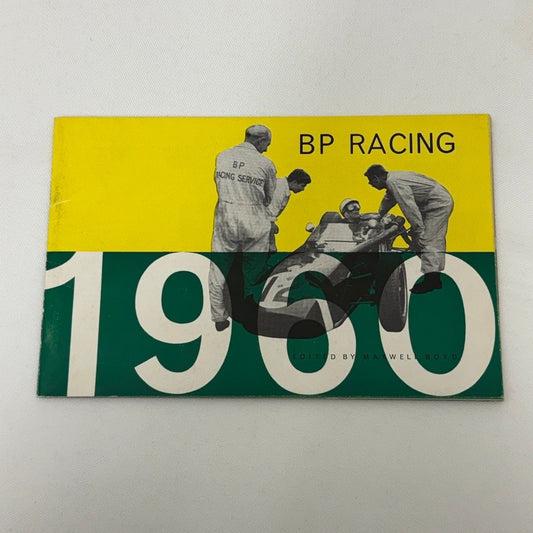 BP RACING
BP
RACING SERVICE
1960
EDITED BY MAXWELL BOYD